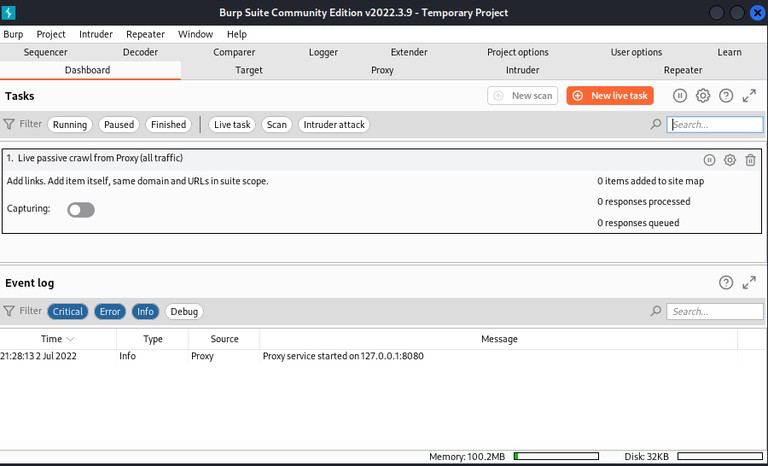 Burp Suite Community Edition v2022.3.9 - Temporary Project
Burp Project Intruder Repeater Window Help
Sequencer Decoder Comparer Logger Extender Project options User options Learn
Dashboard Target Proxy Intruder Repeater
Tasks New scan New live task
Filter Running Paused Finished Live task Scan Intruder attack Search...
1. Live passive crawl from Proxy (all traffic)
Add links. Add item itself, same domain and URLs in suite scope. 0 items added to site map
Capturing: 0 responses processed
0 responses queued
Event log
Filter Critical Error Info Debug Search...
Time Type Source Message
21:28:13 2 Jul 2022 Info Proxy Proxy service started on 127.0.0.1:8080
Memory: 100.2MB Disk: 32KB